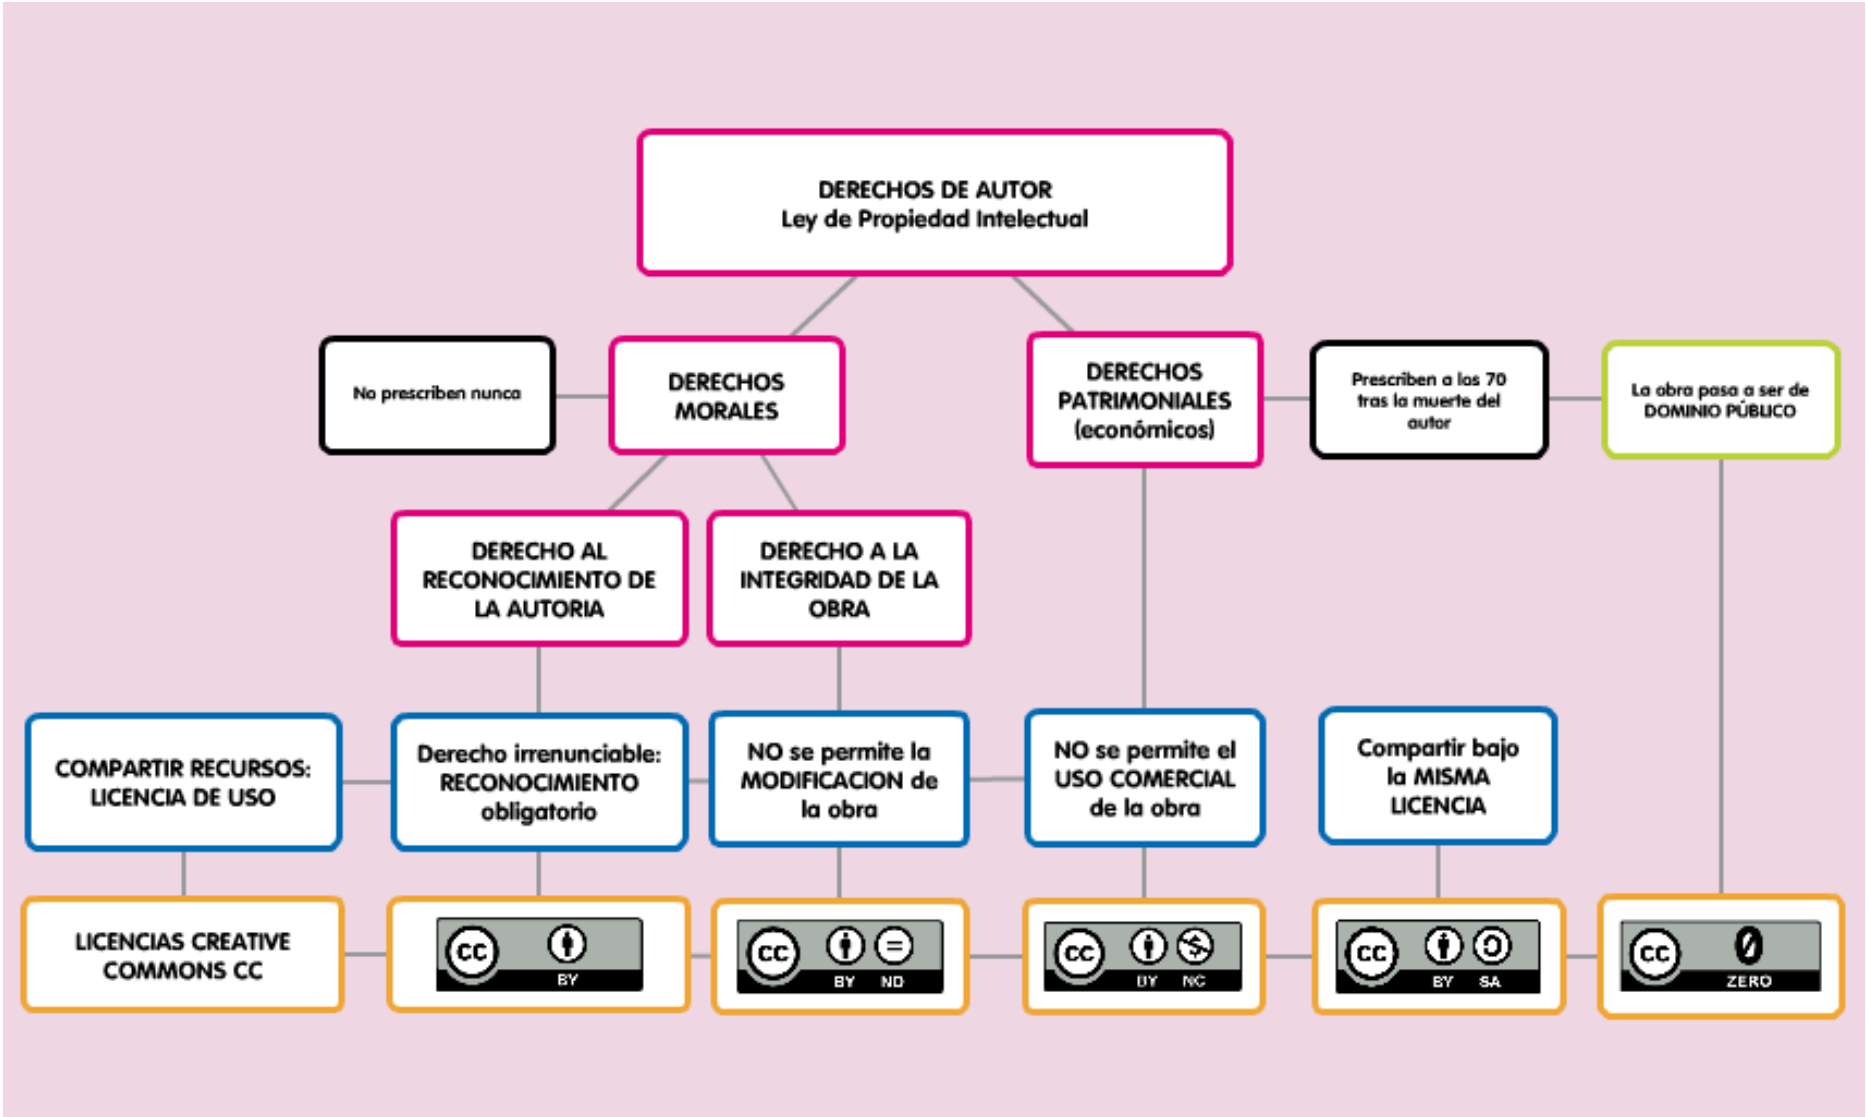 DERECHOS DE AUTOR
Ley de Propiedad Intelectual
No prescriben nunca
DERECHOS
MORALES
DERECHOS
PATRIMONIALES
(económicos)
Prescriben a los 70
tras la muerte del
autor
La obra pasa a ser de
DOMINIO PÚBLICO
DERECHO AL
RECONOCIMIENTO DE
LA AUTORIA
DERECHO A LA
INTEGRIDAD DE LA
OBRA
COMPARTIR RECURSOS:
LICENCIA DE USO
Derecho irrenunciable:
RECONOCIMIENTO
obligatorio
NO se permite la
MODIFICACION de
la obra
NO se permite el
USO COMERCIAL
de la obra
Compartir bajo
la MISMA
LICENCIA
LICENCIAS CREATIVE
COMMONS CC
CC
BY
CC
BY ND
CC
BY NC
CC
BY SA
CC 0
ZERO